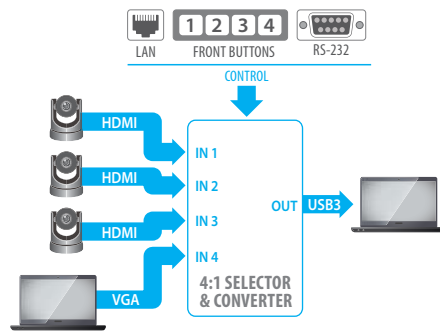 1 2 3 4
LAN FRONT BUTTONS RS-232
CONTROL
HDMI
IN 1
HDMI
IN 2
HDMI
IN 3
OUT USB3
IN 4
VGA
4:1 SELECTOR
& CONVERTER